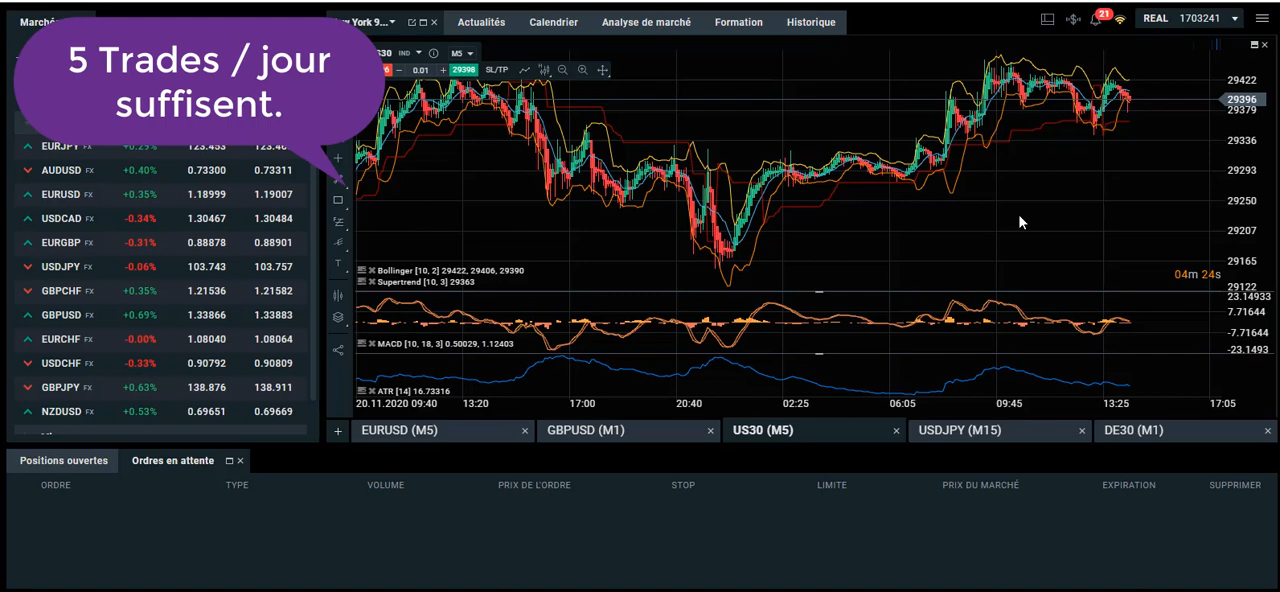 Marché
New York 9...
Actualités
Calendrier
Analyse de marché
Formation
Historique
21
REAL
1703241
5 Trades / jour
suffisent.
IND
M5
0.01
29398
SL/TP
EURJPY FX +0.29% 123.453
AUDUSD FX +0.40% 0.73300 0.73311
EURUSD FX +0.35% 1.18999 1.19007
USDCAD FX -0.34% 1.30467 1.30484
EURGBP FX -0.31% 0.88878 0.88901
USDJPY FX -0.06% 103.743 103.757
GBPCHF FX +0.35% 1.21536 1.21582
GBPUSD FX +0.69% 1.33866 1.33883
EURCHF FX -0.00% 1.08040 1.08064
USDCHF FX -0.33% 0.90792 0.90809
GBPJPY FX +0.63% 138.876 138.911
NZDUSD FX +0.53% 0.69651 0.69669
29422
29396
29379
29336
29293
29250
29207
29165
29122
04m 24s
Bollinger [10, 2] 29422, 29406, 29390
Supertrend [10, 3] 29363
23.14933
7.71644
-7.71644
-23.1493
MACD [10, 18, 3] 0.50029, 1.12403
ATR [14] 16.73316
20.11.2020 09:40 13:20 17:00 20:40 02:25 06:05 09:45 13:25 17:05
EURUSD (M5)
GBPUSD (M1)
US30 (M5)
USDJPY (M15)
DE30 (M1)
Positions ouvertes
Ordres en attente
ORDRE TYPE VOLUME PRIX DE L'ORDRE STOP LIMITE PRIX DU MARCHÉ EXPIRATION SUPPRIMER